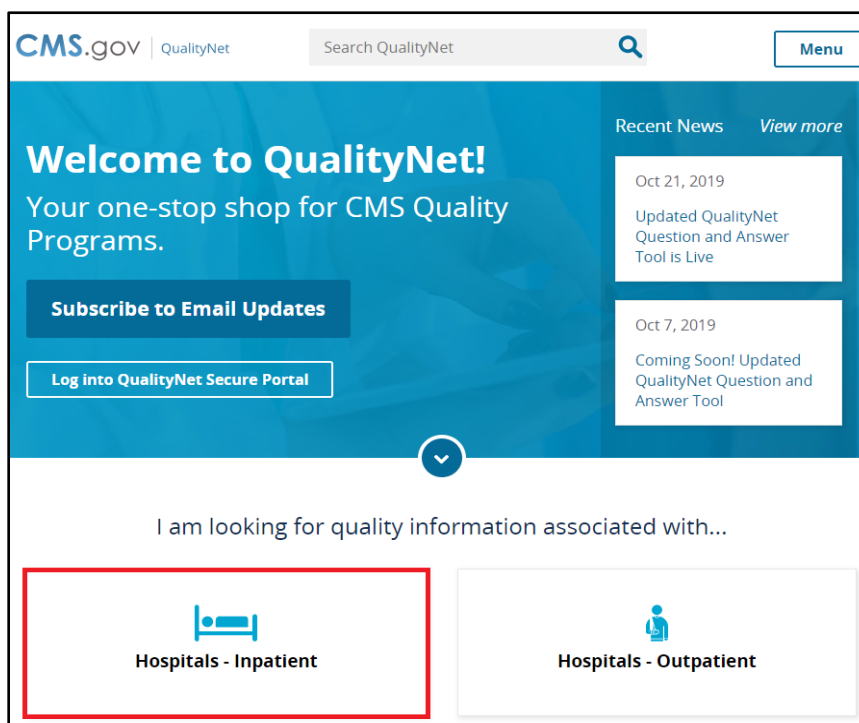 CMS.gov QualityNet
Search QualityNet
Menu
Welcome to QualityNet!
Your one-stop shop for CMS Quality
Programs.
Subscribe to Email Updates
Log into QualityNet Secure Portal
Recent News View more
Oct 21, 2019
Updated QualityNet
Question and Answer
Tool is Live
Oct 7, 2019
Coming Soon! Updated
QualityNet Question and
Answer Tool
I am looking for quality information associated with...
Hospitals - Inpatient
Hospitals - Outpatient